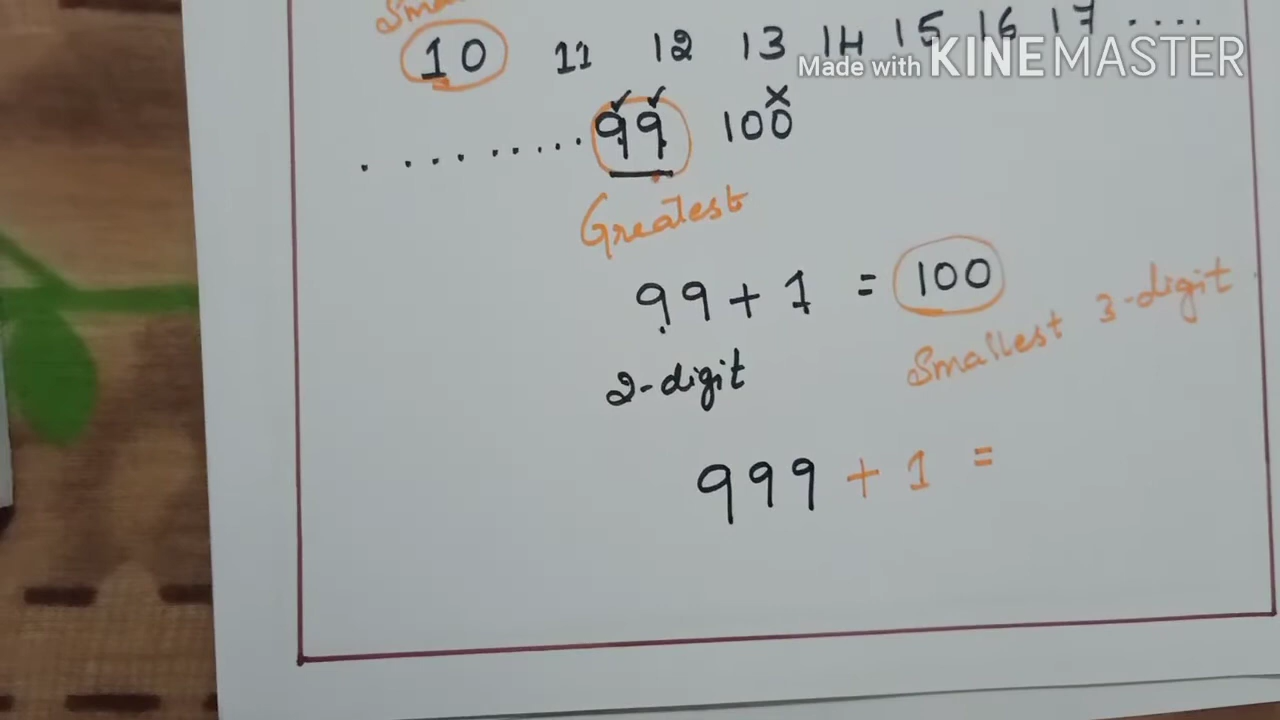 Sma
10 11 12 13 14 15 16 17 ....
Made with KINEMASTER
.......... 99 100
Greatest
99 + 1 = 100
Smallest 3-digit
2-digit
999 + 1 =